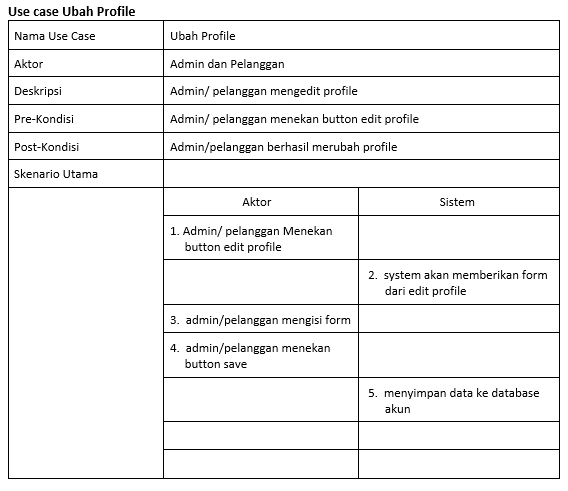 Use case Ubah Profile
Nama Use Case Ubah Profile
Aktor Admin dan Pelanggan
Deskripsi Admin/ pelanggan mengedit profile
Pre-Kondisi Admin/ pelanggan menekan button edit profile
Post-Kondisi Admin/pelanggan berhasil merubah profile
Skenario Utama
Aktor Sistem
1. Admin/ pelanggan Menekan
button edit profile
2. system akan memberikan form
dari edit profile
3. admin/pelanggan mengisi form
4. admin/pelanggan menekan
button save
5. menyimpan data ke database
akun